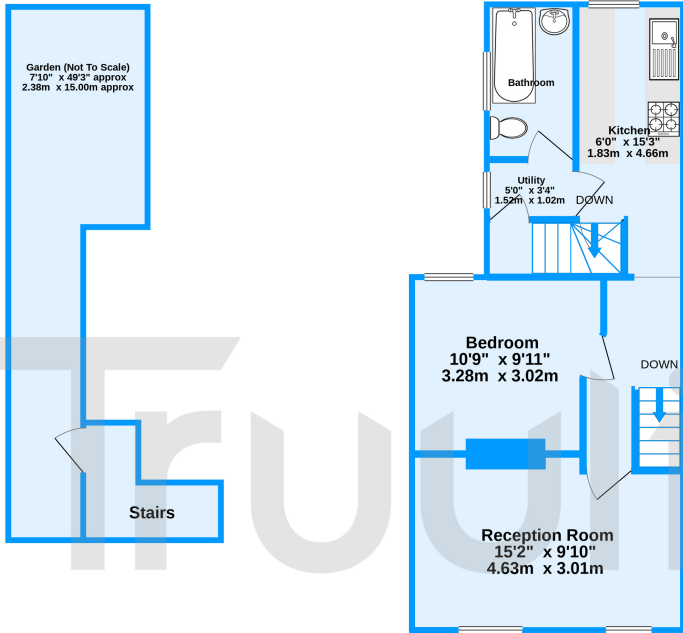 Garden (Not To Scale)
7'10" x 49'3" approx
2.38m x 15.00m approx
Stairs
Bathroom
Kitchen
6'0" x 15'3"
1.83m x 4.66m
Utility
5'0" x 3'4"
1.52m x 1.02m
DOWN
Bedroom
10'9" x 9'11"
3.28m x 3.02m
DOWN
Reception Room
15'2" x 9'10"
4.63m x 3.01m